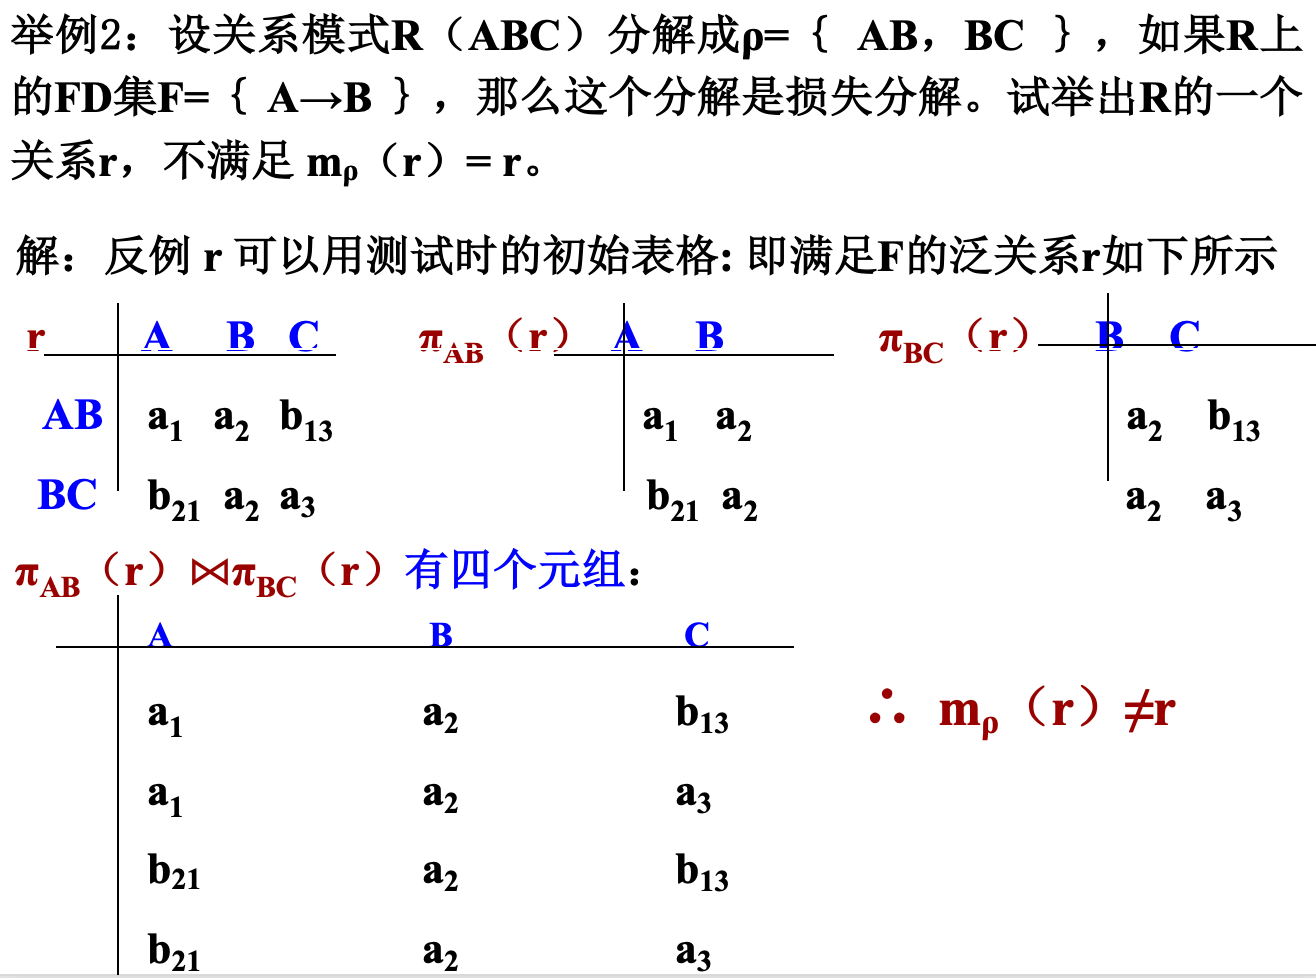 举例2：设关系模式R（ABC）分解成ρ=｛ AB，BC ｝，如果R上
的FD集F=｛ A→B ｝，那么这个分解是损失分解。试举出R的一个
关系r，不满足 mρ（r）= r。
解：反例 r 可以用测试时的初始表格: 即满足F的泛关系r如下所示
r A B C πAB（r） A B πBC（r） B C
AB a1 a2 b13 a1 a2 a2 b13
BC b21 a2 a3 b21 a2 a2 a3
πAB（r）⋈πBC（r）有四个元组：
A B C
a1 a2 b13 ∴ mρ（r）≠r
a1 a2 a3
b21 a2 b13
b21 a2 a3